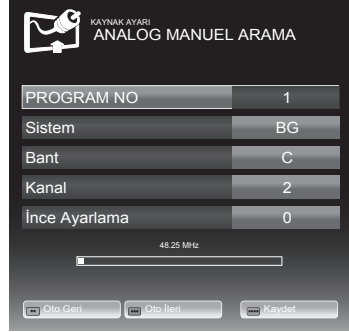 KAYNAK AYARI
ANALOG MANUEL ARAMA
PROGRAM NO 1
Sistem BG
Bant C
Kanal 2
İnce Ayarlama 0
48.25 MHz
Oto Geri Oto İleri Kaydet